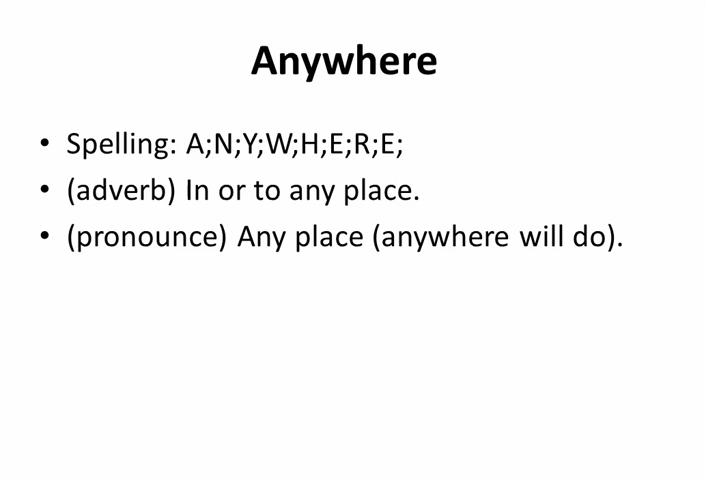 Anywhere
• Spelling: A;N;Y;W;H;E;R;E;
• (adverb) In or to any place.
• (pronounce) Any place (anywhere will do).